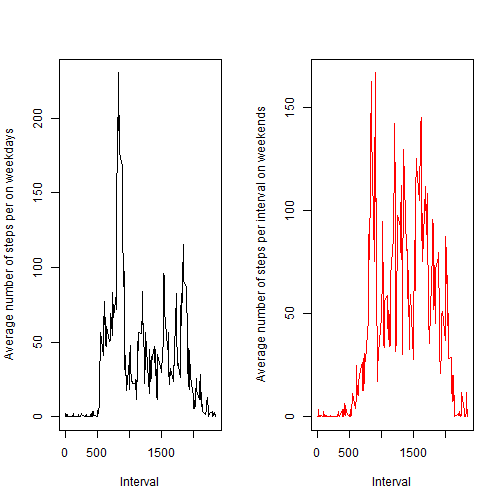 Average number of steps per on weekdays
200
150
100
50
0
0 500 1500
Interval
Average number of steps per interval on weekends
150
100
50
0
0 500 1500
Interval